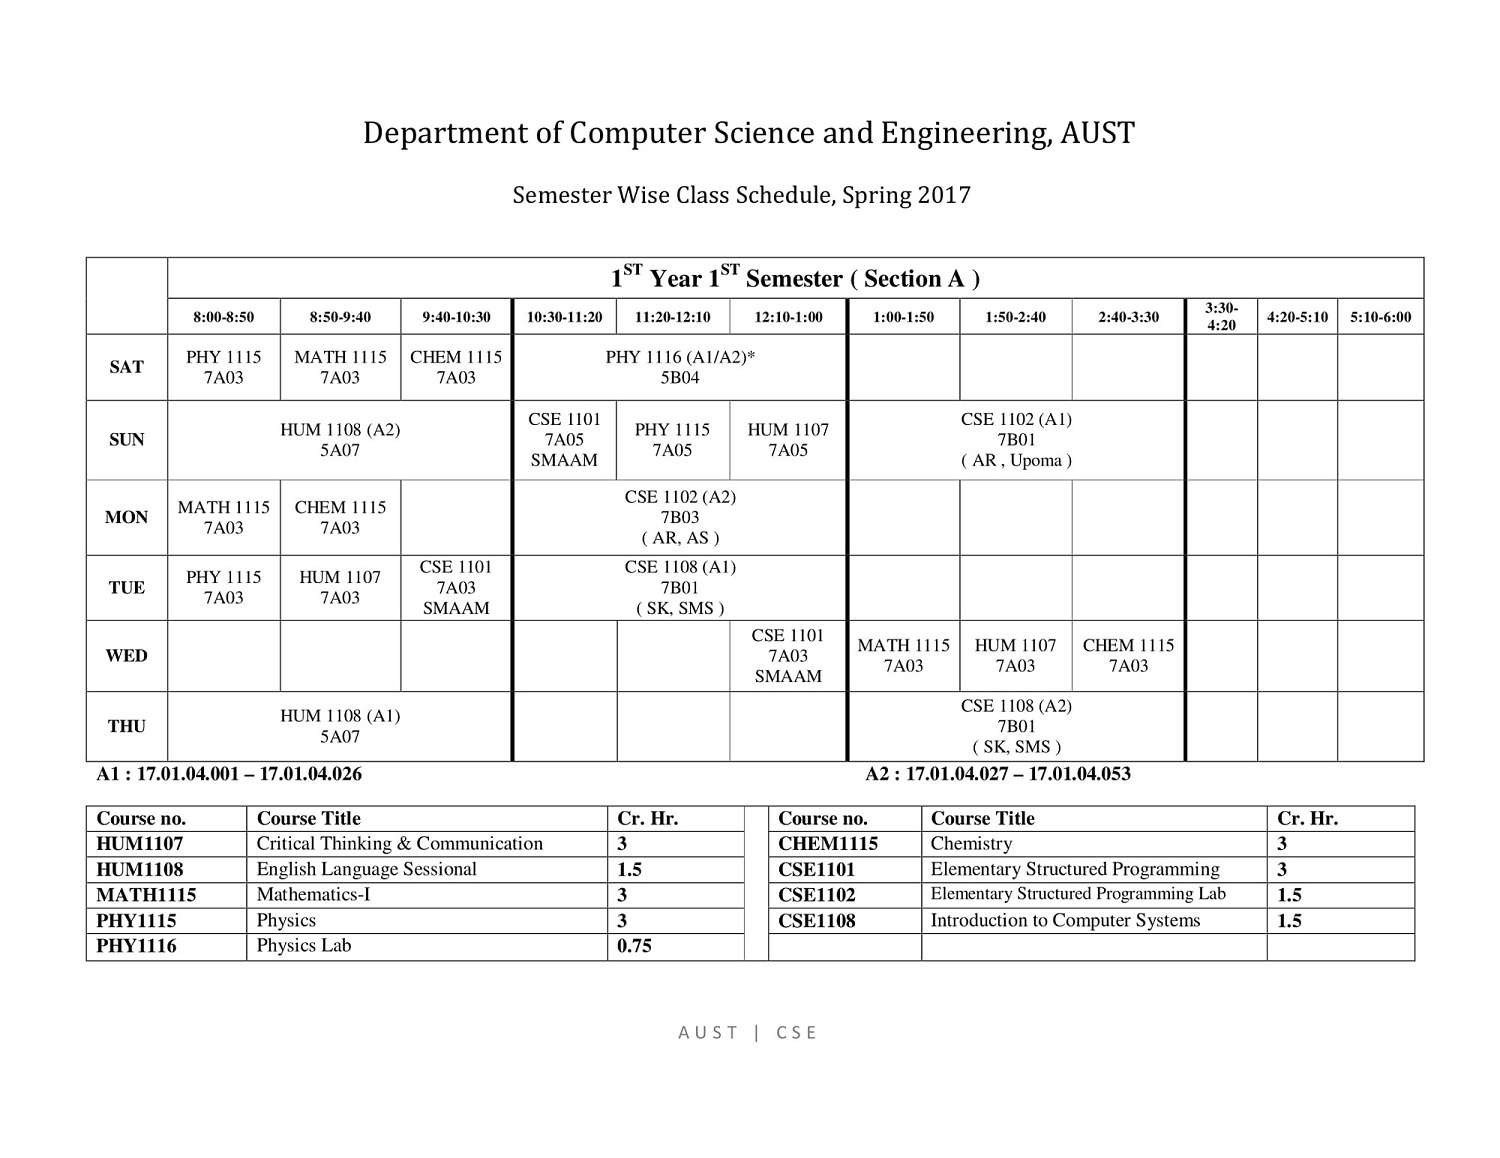 Department of Computer Science and Engineering, AUST
Semester Wise Class Schedule, Spring 2017
1ST Year 1ST Semester ( Section A )
8:00-8:50 8:50-9:40 9:40-10:30 10:30-11:20 11:20-12:10 12:10-1:00 1:00-1:50 1:50-2:40 2:40-3:30 3:30-4:20 4:20-5:10 5:10-6:00
SAT
PHY 1115
7A03
MATH 1115
7A03
CHEM 1115
7A03
PHY 1116 (A1/A2)*
5B04
SUN
HUM 1108 (A2)
5A07
CSE 1101
7A05
SMAAM
PHY 1115
7A05
HUM 1107
7A05
CSE 1102 (A1)
7B01
( AR , Upoma )
MON
MATH 1115
7A03
CHEM 1115
7A03
CSE 1102 (A2)
7B03
( AR, AS )
TUE
PHY 1115
7A03
HUM 1107
7A03
CSE 1101
7A03
SMAAM
CSE 1108 (A1)
7B01
( SK, SMS )
WED
CSE 1101
7A03
SMAAM
MATH 1115
7A03
HUM 1107
7A03
CHEM 1115
7A03
THU
HUM 1108 (A1)
5A07
CSE 1108 (A2)
7B01
( SK, SMS )
A1 : 17.01.04.001 – 17.01.04.026 A2 : 17.01.04.027 – 17.01.04.053
Course no. Course Title Cr. Hr. Course no. Course Title Cr. Hr.
HUM1107 Critical Thinking & Communication 3 CHEM1115 Chemistry 3
HUM1108 English Language Sessional 1.5 CSE1101 Elementary Structured Programming 3
MATH1115 Mathematics-I 3 CSE1102 Elementary Structured Programming Lab 1.5
PHY1115 Physics 3 CSE1108 Introduction to Computer Systems 1.5
PHY1116 Physics Lab 0.75
AUST | CSE